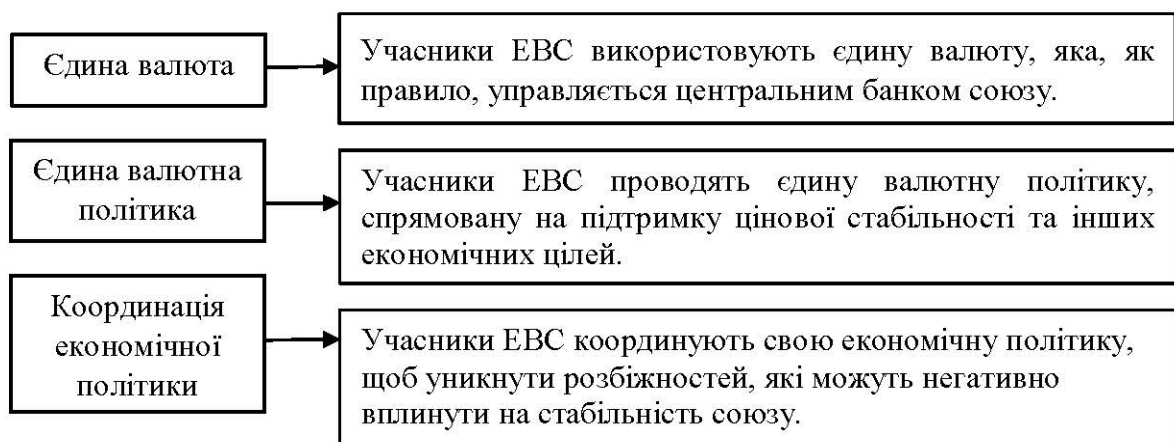 Єдина валюта
Учасники ЕВС використовують єдину валюту, яка, як
правило, управляється центральним банком союзу.
Єдина валютна
політика
Учасники ЕВС проводять єдину валютну політику,
спрямовану на підтримку цінової стабільності та інших
економічних цілей.
Координація
економічної
політики
Учасники ЕВС координують свою економічну політику,
щоб уникнути розбіжностей, які можуть негативно
вплинути на стабільність союзу.